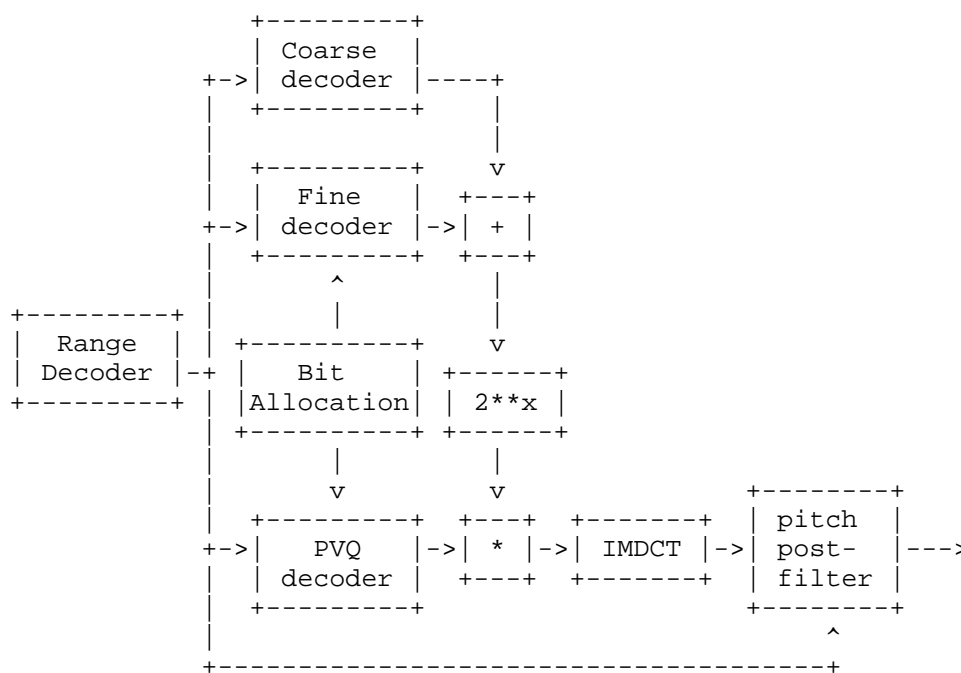 Coarse
decoder
Fine
decoder
+
Range
Decoder
Bit
Allocation
2**x
PVQ
decoder
*
IMDCT
pitch
post-
filter